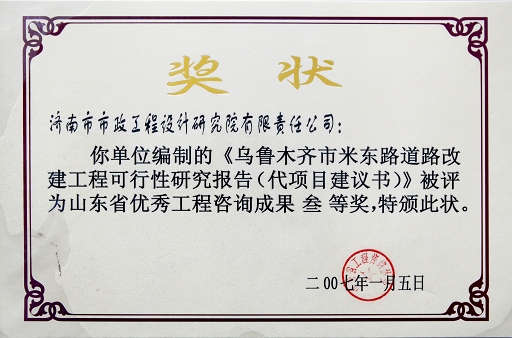 奖状
济南市市政工程设计研究院有限责任公司：
你单位编制的《乌鲁木齐市米东路道路改
建工程可行性研究报告（代项目建议书）》被评
为山东省优秀工程咨询成果 叁 等奖，特颁此状。
二00七年一月五日